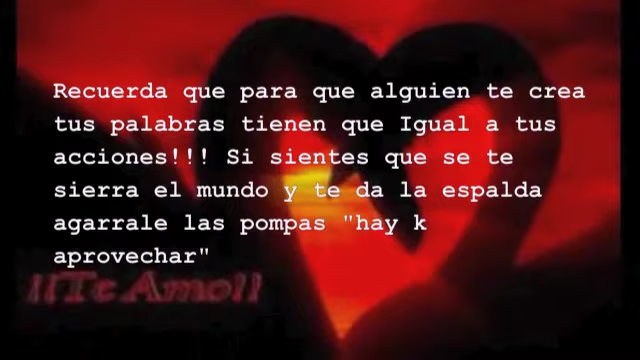 Recuerda que para que alguien te crea
tus palabras tienen que Igual a tus
acciones!!! Si sientes que se te
sierra el mundo y te da la espalda
agarrale las pompas "hay k
aprovechar"
!!Te Amo!!